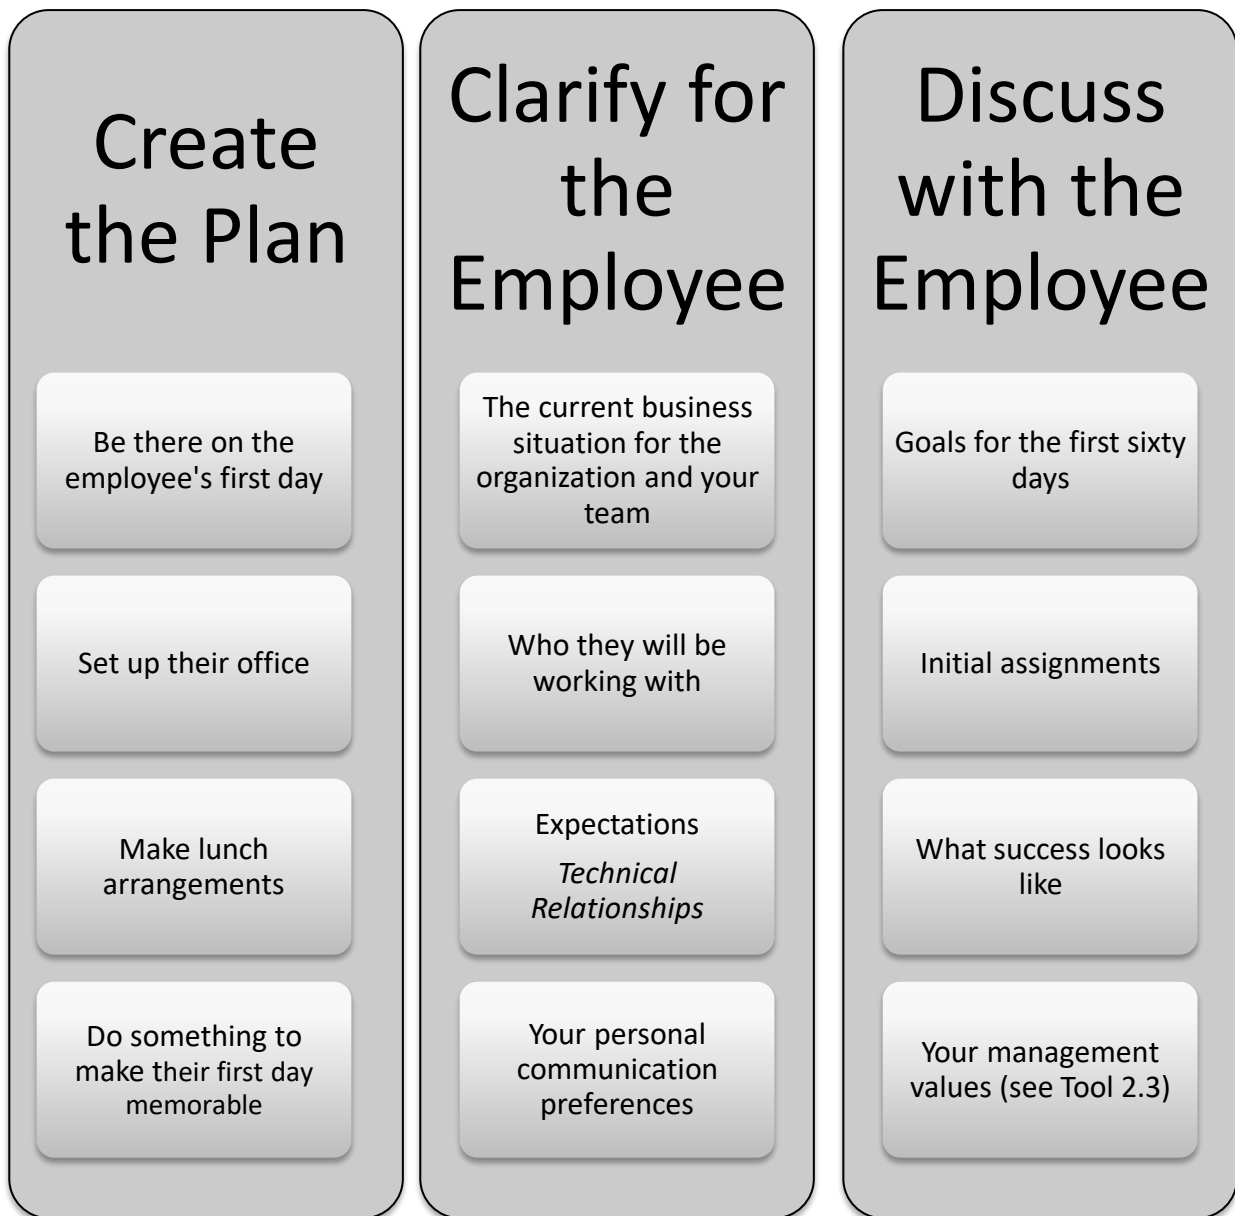 Create
the Plan
Be there on the
employee's first day
Set up their office
Make lunch
arrangements
Do something to
make their first day
memorable
Clarify for
the
Employee
The current business
situation for the
organization and your
team
Who they will be
working with
Expectations
Technical
Relationships
Your personal
communication
preferences
Discuss
with the
Employee
Goals for the first sixty
days
Initial assignments
What success looks
like
Your management
values (see Tool 2.3)